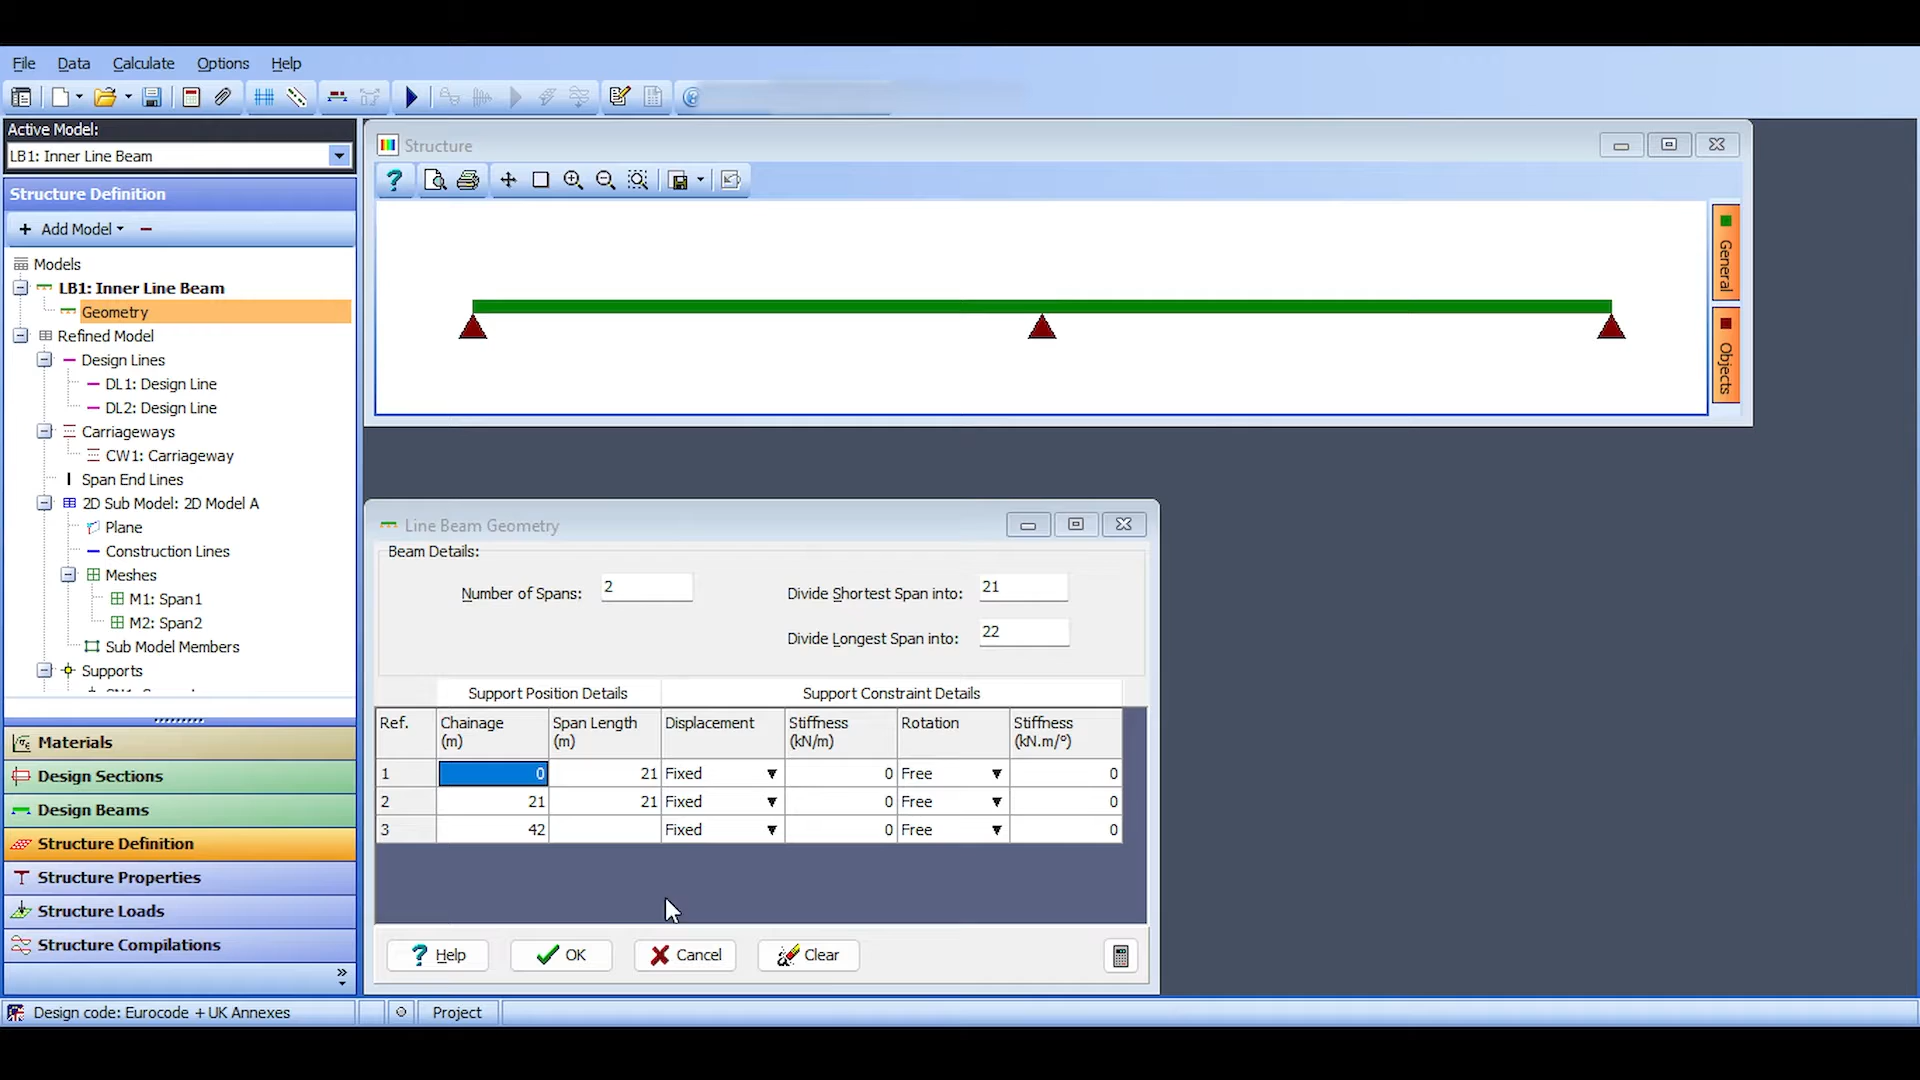 File Data Calculate Options Help
Active Model:
LB1: Inner Line Beam
Structure Definition
Add Model
Models
LB1: Inner Line Beam
Geometry
Refined Model
Design Lines
DL1: Design Line
DL2: Design Line
Carriageways
CW1: Carriageway
Span End Lines
2D Sub Model: 2D Model A
Plane
Construction Lines
Meshes
M1: Span1
M2: Span2
Sub Model Members
Supports
Materials
Design Sections
Design Beams
Structure Definition
Structure Properties
Structure Loads
Structure Compilations
Structure
General
Objects
Line Beam Geometry
Beam Details:
Number of Spans: 2 Divide Shortest Span into: 21
Divide Longest Span into: 22
Support Position Details Support Constraint Details
Ref. Chainage (m) Span Length (m) Displacement Stiffness (kN/m) Rotation Stiffness (kN.m/°)
1 0 21 Fixed 0 Free 0
2 21 21 Fixed 0 Free 0
3 42 Fixed 0 Free 0
Help OK Cancel Clear
Design code: Eurocode + UK Annexes Project